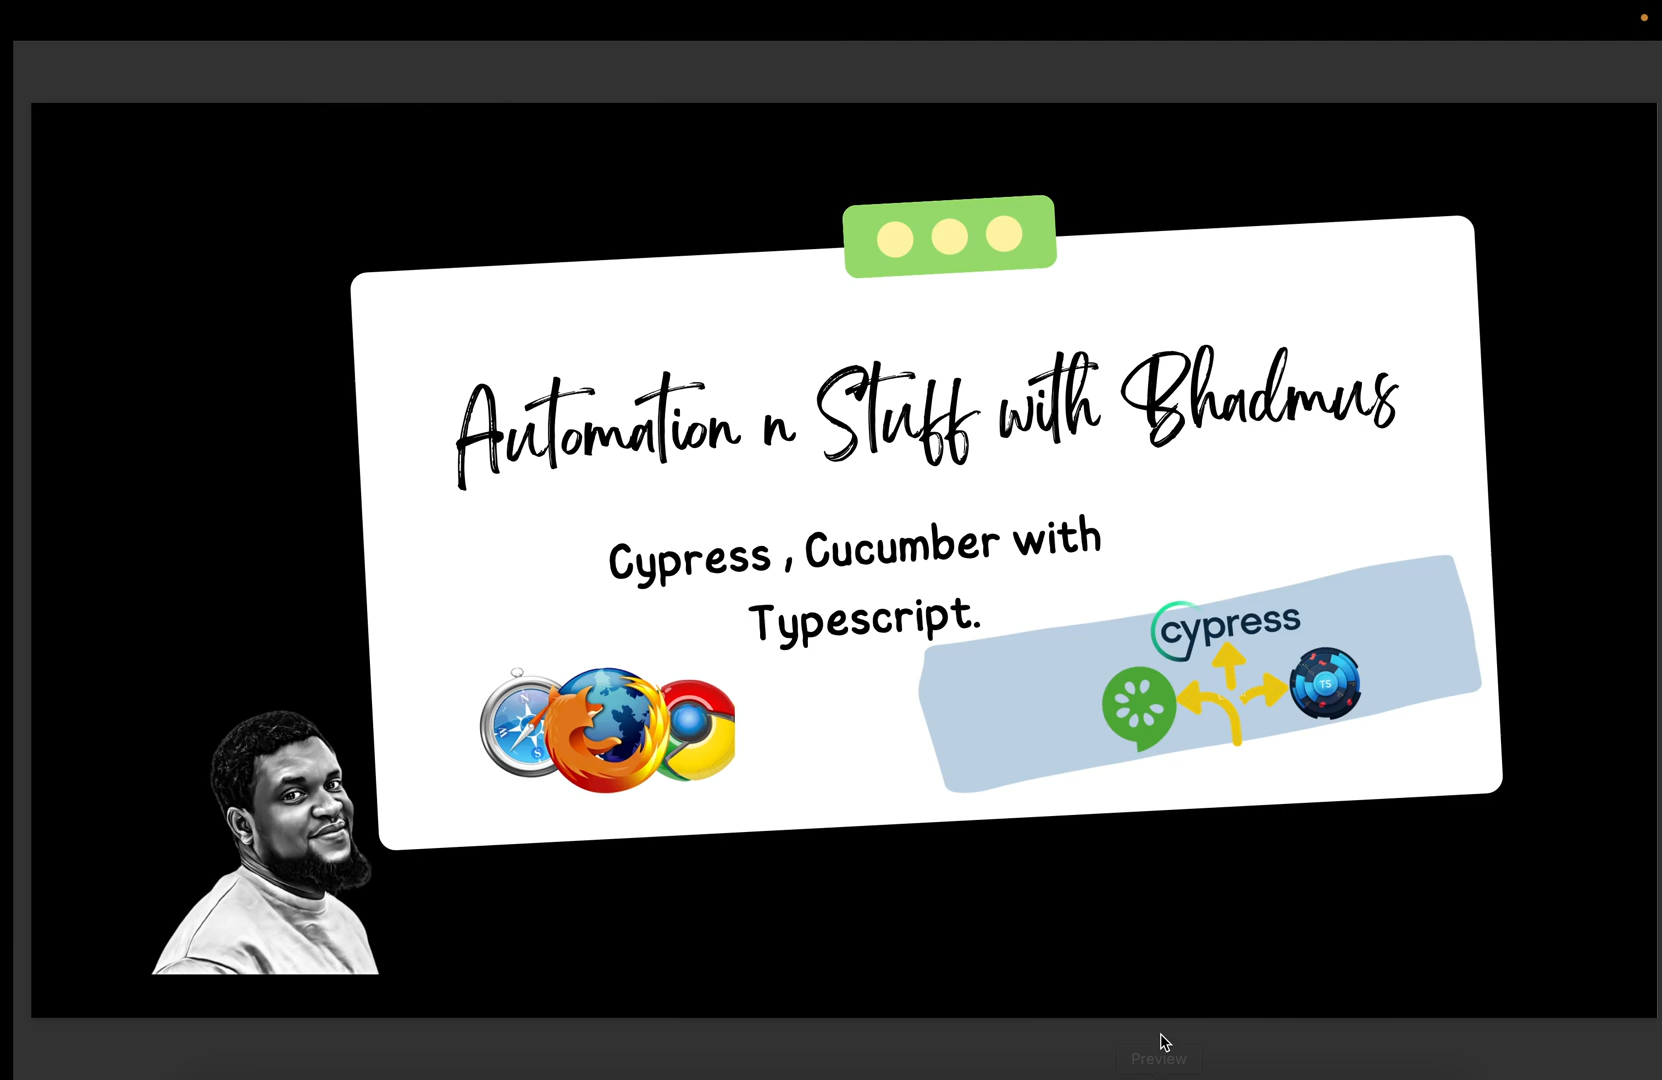 Automation n Stuff with Bhadmus
Cypress , Cucumber with
Typescript.
cypress
TS
N
W
S
Preview